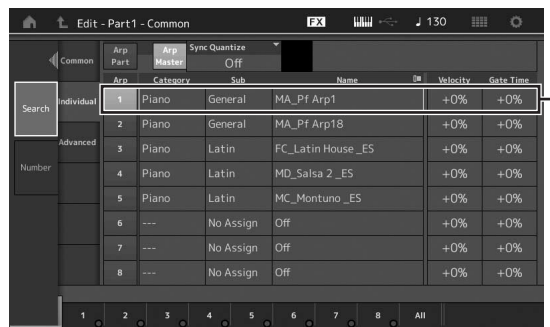 Edit - Part1 - Common FX ♩ 130
Common
Individual
Advanced
Search
Number
Arp Part
Arp Master
Sync Quantize
Off
Arp Category Sub Name Velocity Gate Time
1 Piano General MA_Pf Arp1 +0% +0%
2 Piano General MA_Pf Arp18 +0% +0%
3 Piano Latin FC_Latin House _ES +0% +0%
4 Piano Latin MD_Salsa 2 _ES +0% +0%
5 Piano Latin MC_Montuno _ES +0% +0%
6 --- No Assign Off +0% +0%
7 --- No Assign Off +0% +0%
8 --- No Assign Off +0% +0%
1 2 3 4 5 6 7 8 All